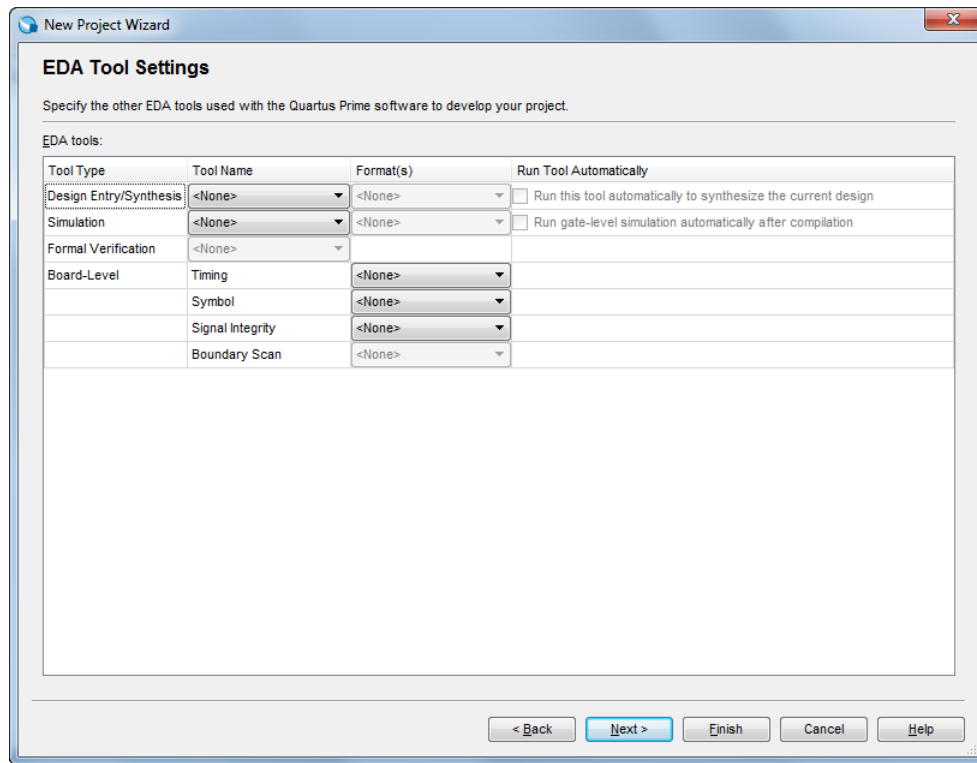 New Project Wizard
EDA Tool Settings
Specify the other EDA tools used with the Quartus Prime software to develop your project.
EDA tools:
Tool Type Tool Name Format(s) Run Tool Automatically
Design Entry/Synthesis <None> <None> Run this tool automatically to synthesize the current design
Simulation <None> <None> Run gate-level simulation automatically after compilation
Formal Verification <None>
Board-Level Timing <None>
Symbol <None>
Signal Integrity <None>
Boundary Scan <None>
< Back Next > Finish Cancel Help